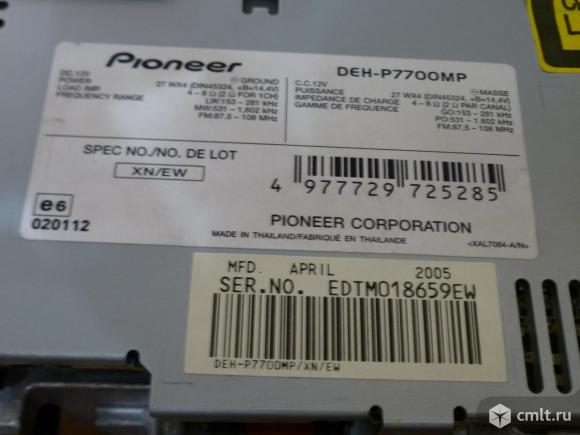 Pioneer
DEH-P7700MP
DC.12V ⊖GROUND
POWER 27 WX4 (DIN45324, +B=14,4V)
LOAD IMP. 4 – 8 Ω (2 Ω FOR 1CH)
FREQUENCY RANGE LW:153 – 281 kHz
MW:531 – 1.602 kHz
FM:87,5 – 108 MHz
C.C.12V ⊖MASSE
PUISSANCE 27 WX4 (DIN45324, +B=14,4V)
IMPEDANCE DE CHARGE 4 – 8 Ω (2 Ω PAR CANAL)
GAMME DE FREQUENCE GO:153 – 281 kHz
PO:531 – 1.602 kHz
FM:87,5 – 108 MHz
SPEC NO./NO. DE LOT
XN/EW
4 977729 725285
e6
020112
PIONEER CORPORATION
MADE IN THAILAND/FABRIQUÉ EN THAILANDE
<XAL7084-A/N>
MFD. APRIL 2005
SER.NO. EDTM018659EW
DEH-P7700MP/XN/EW
cmlt.ru